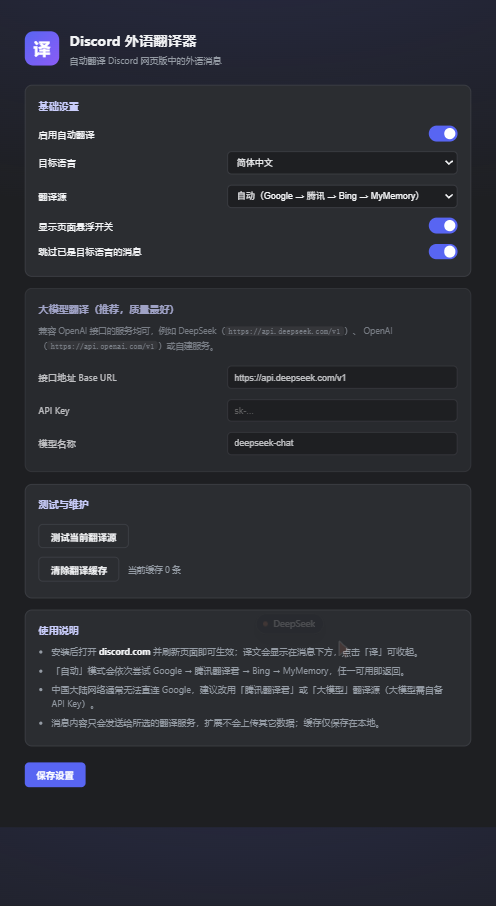 译
Discord 外语翻译器
自动翻译 Discord 网页版中的外语消息
基础设置
启用自动翻译
目标语言
简体中文
翻译源
自动（Google → 腾讯 → Bing → MyMemory）
显示页面悬浮开关
跳过已是目标语言的消息
大模型翻译（推荐，质量最好）
兼容 OpenAI 接口的服务均可，例如 DeepSeek（https://api.deepseek.com/v1）、OpenAI
（https://api.openai.com/v1）或自建服务。
接口地址 Base URL
https://api.deepseek.com/v1
API Key
sk-...
模型名称
deepseek-chat
测试与维护
测试当前翻译源
清除翻译缓存
当前缓存 0 条
使用说明
DeepSeek
• 安装后打开 discord.com 并刷新页面即可生效；译文会显示在消息下方，点击「译」可收起。
• 「自动」模式会依次尝试 Google → 腾讯翻译君 → Bing → MyMemory，任一可用即返回。
• 中国大陆网络通常无法直连 Google，建议改用「腾讯翻译君」或「大模型」翻译源（大模型需自备
API Key）。
• 消息内容只会发送给所选的翻译服务，扩展不会上传其它数据；缓存仅保存在本地。
保存设置